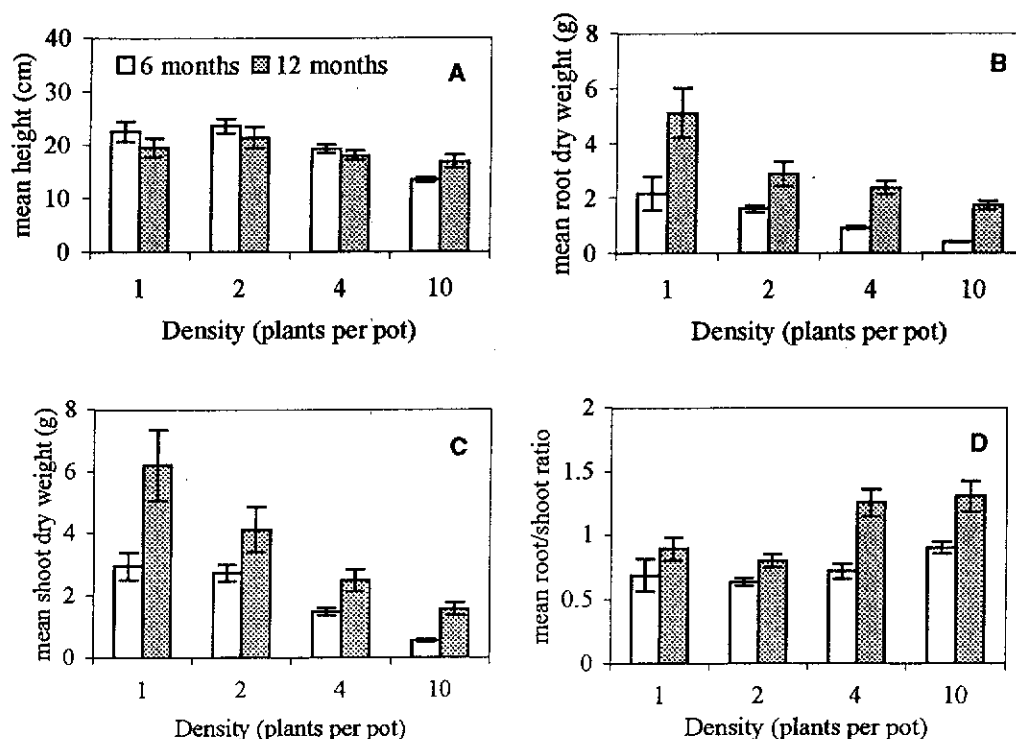 mean height (cm)
40
30
20
10
0
6 months 12 months
A
1 2 4 10
Density (plants per pot)
mean root dry weight (g)
8
6
4
2
0
B
1 2 4 10
Density (plants per pot)
mean shoot dry weight (g)
8
6
4
2
0
C
1 2 4 10
Density (plants per pot)
mean root/shoot ratio
2
1.5
1
0.5
0
D
1 2 4 10
Density (plants per pot)